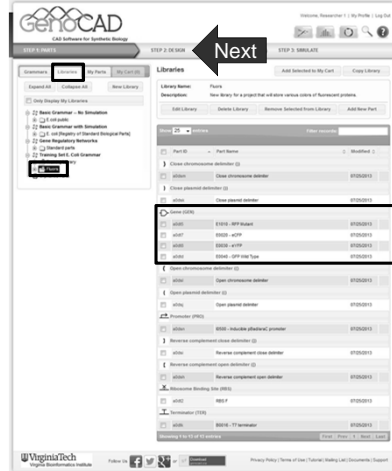 GenoCAD
CAD Software for Synthetic Biology
Welcome, Researcher 1 | My Profile | Log Out
STEP 1: PARTS
STEP 2: DESIGN
Next
STEP 3: SIMULATE
Grammars
Libraries
My Parts
My Cart (0)
Expand All
Collapse All
New Library
Only Display My Libraries
Basic Grammar -- No Simulation
E.coli public
Basic Grammar with Simulation
E. coli (Registry of Standard Biological Parts)
Gene Regulatory Networks
Standard parts
Training Set E. Coli Grammar
Fluors
Libraries
Add Selected to My Cart
Copy Library
Library Name: Fluors
Description: New library for a project that will store various colors of fluorescent proteins.
Edit Library
Delete Library
Remove Selected from Library
Add New Part
Show 25 entries
Filter records:
Part ID
Part Name
Modified
Close chromosome delimiter (})
Close chromosome delimiter 07/25/2013
Close plasmid delimiter (])
Close plasmid delimiter 07/25/2013
Gene (GEN)
RFP Mutant 07/25/2013
eCFP 07/25/2013
eYFP 07/25/2013
GFP Wild Type 07/25/2013
Open chromosome delimiter ({)
Open chromosome delimiter 07/25/2013
Open plasmid delimiter ([)
Open plasmid delimiter 07/25/2013
Promoter (PRO)
promoter 07/25/2013
Reverse complement close delimiter ())
Reverse complement close delimiter 07/25/2013
Reverse complement open delimiter (()
Reverse complement open delimiter 07/25/2013
Ribosome Binding Site (RBS)
07/25/2013
Terminator (TER)
T7 terminator 07/25/2013
Showing 1 to 13 of 13 entries
First Prev 1 Next Last
VirginiaTech
Virginia Bioinformatics Institute
Follow Us
or
Download
Privacy Policy | Terms of Use | Tutorial | Mailing List | Documents | Support